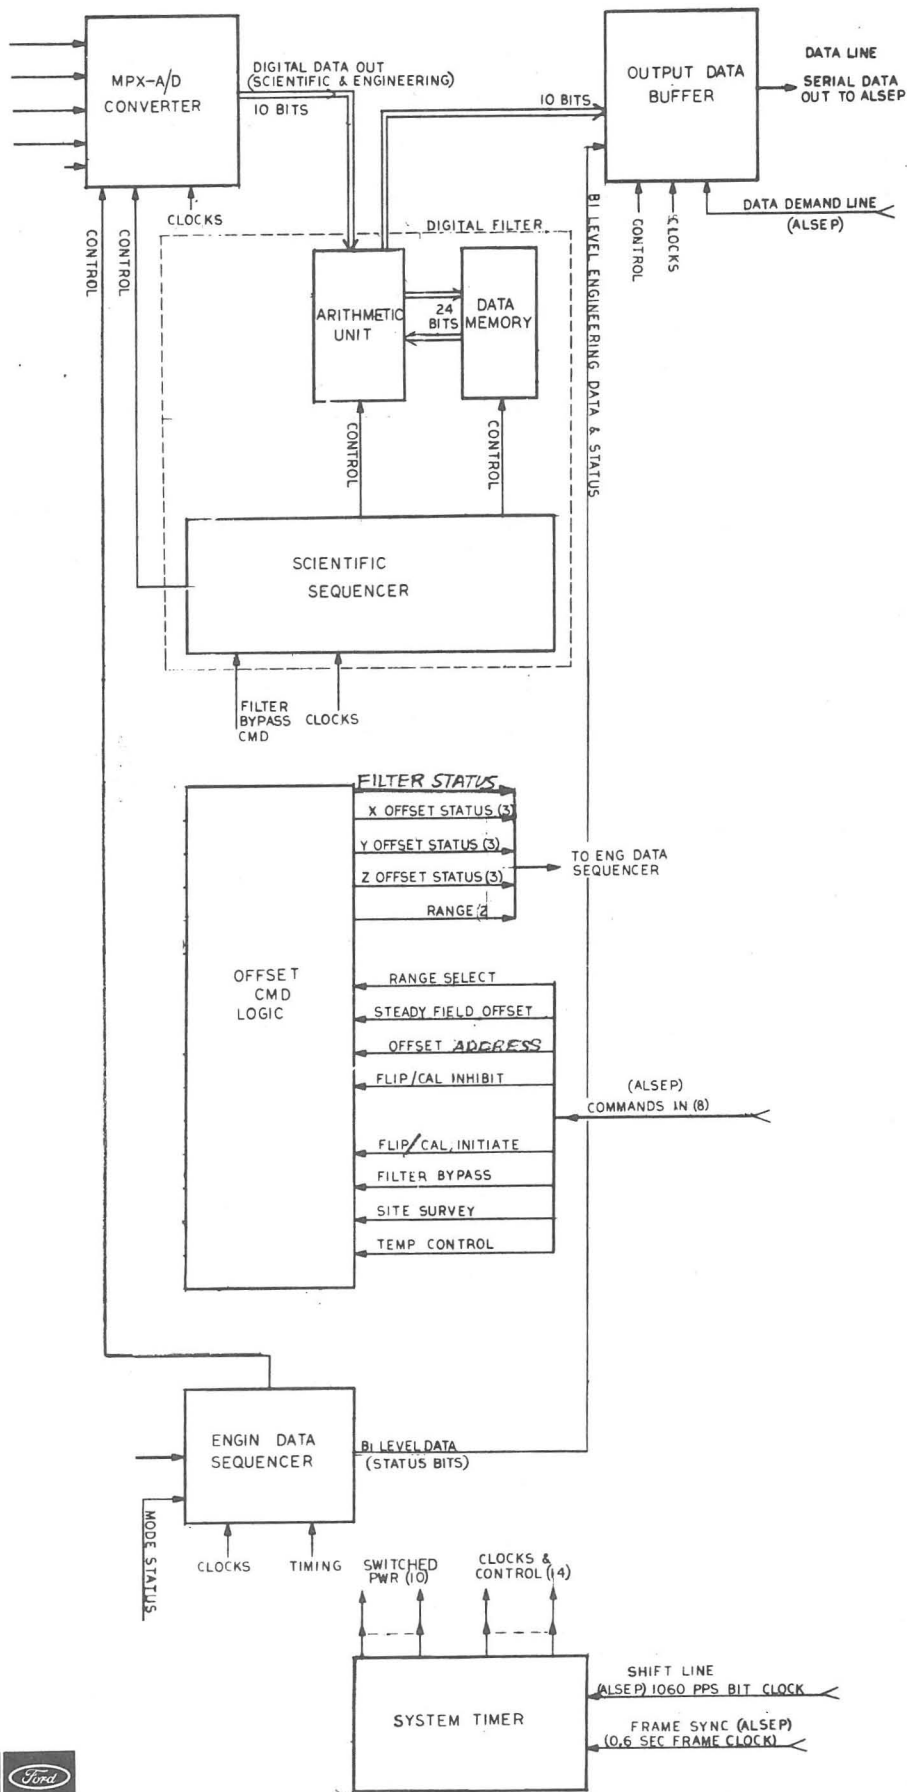 MPX-A/D
CONVERTER
DIGITAL DATA OUT
(SCIENTIFIC & ENGINEERING)
10 BITS
10 BITS
OUTPUT DATA
BUFFER
DATA LINE
SERIAL DATA
OUT TO ALSEP
CLOCKS
CONTROL
CONTROL
CONTROL
CLOCKS
DATA DEMAND LINE
(ALSEP)
DIGITAL FILTER
ARITHMETIC
UNIT
24
BITS
DATA
MEMORY
BI LEVEL ENGINEERING DATA & STATUS
CONTROL
CONTROL
SCIENTIFIC
SEQUENCER
FILTER
BYPASS
CMD
CLOCKS
OFFSET
CMD
LOGIC
FILTER STATUS
X OFFSET STATUS (3)
Y OFFSET STATUS (3)
Z OFFSET STATUS (3)
RANGE (2
TO ENG DATA
SEQUENCER
RANGE SELECT
STEADY FIELD OFFSET
OFFSET ADDRESS
FLIP/CAL INHIBIT
(ALSEP)
COMMANDS IN (8)
FLIP/CAL, INITIATE
FILTER BYPASS
SITE SURVEY
TEMP CONTROL
ENGIN DATA
SEQUENCER
BI LEVEL DATA
(STATUS BITS)
MODE STATUS
CLOCKS
TIMING
SWITCHED
PWR (10)
CLOCKS &
CONTROL (14)
SYSTEM TIMER
SHIFT LINE
(ALSEP) 1060 PPS BIT CLOCK
FRAME SYNC (ALSEP)
(0,6 SEC FRAME CLOCK)
Ford